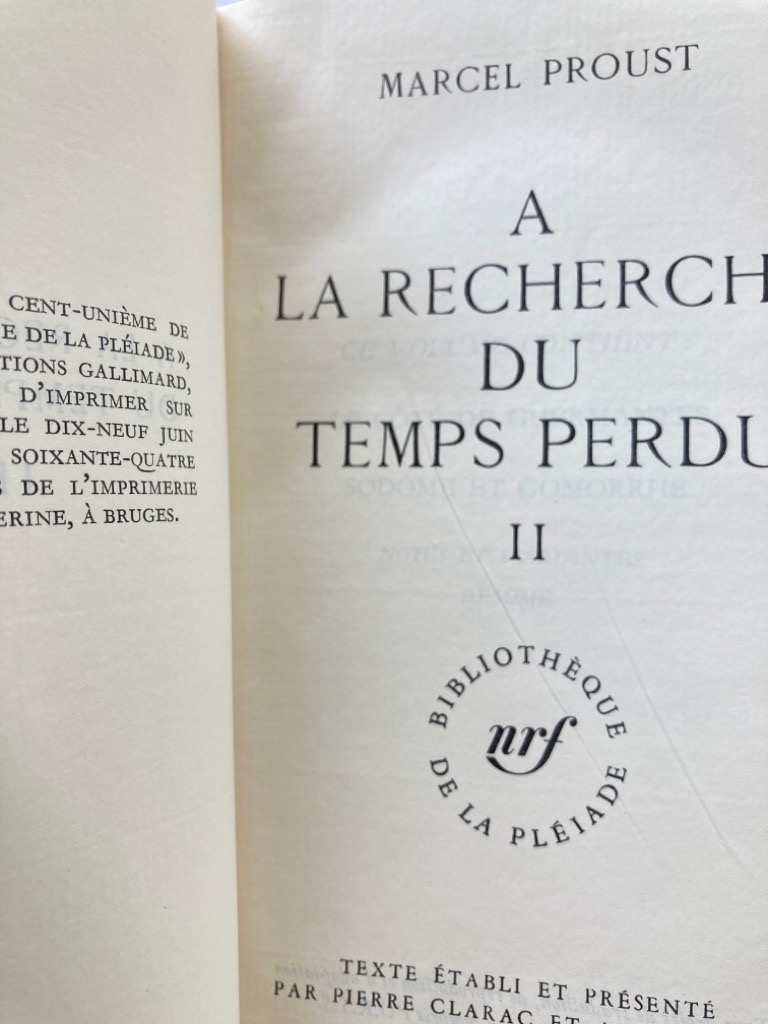 CENT-UNIÈME DE
E DE LA PLÉIADE»,
TIONS GALLIMARD,
D'IMPRIMER SUR
LE DIX-NEUF JUIN
SOIXANTE-QUATRE
S DE L'IMPRIMERIE
ERINE, À BRUGES.
MARCEL PROUST
A
LA RECHERCH
DU
TEMPS PERDU
II
BIBLIOTHÈQUE
nrf
DE LA PLÉIADE
TEXTE ÉTABLI ET PRÉSENTÉ
PAR PIERRE CLARAC ET